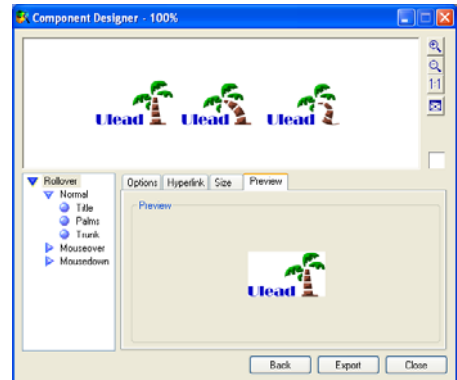 Component Designer - 100%
Ulead Ulead Ulead
1:1
Rollover
Normal
Title
Palms
Trunk
Mouseover
Mousedown
Options Hyperlink Size Preview
Preview
Ulead
Back Export Close